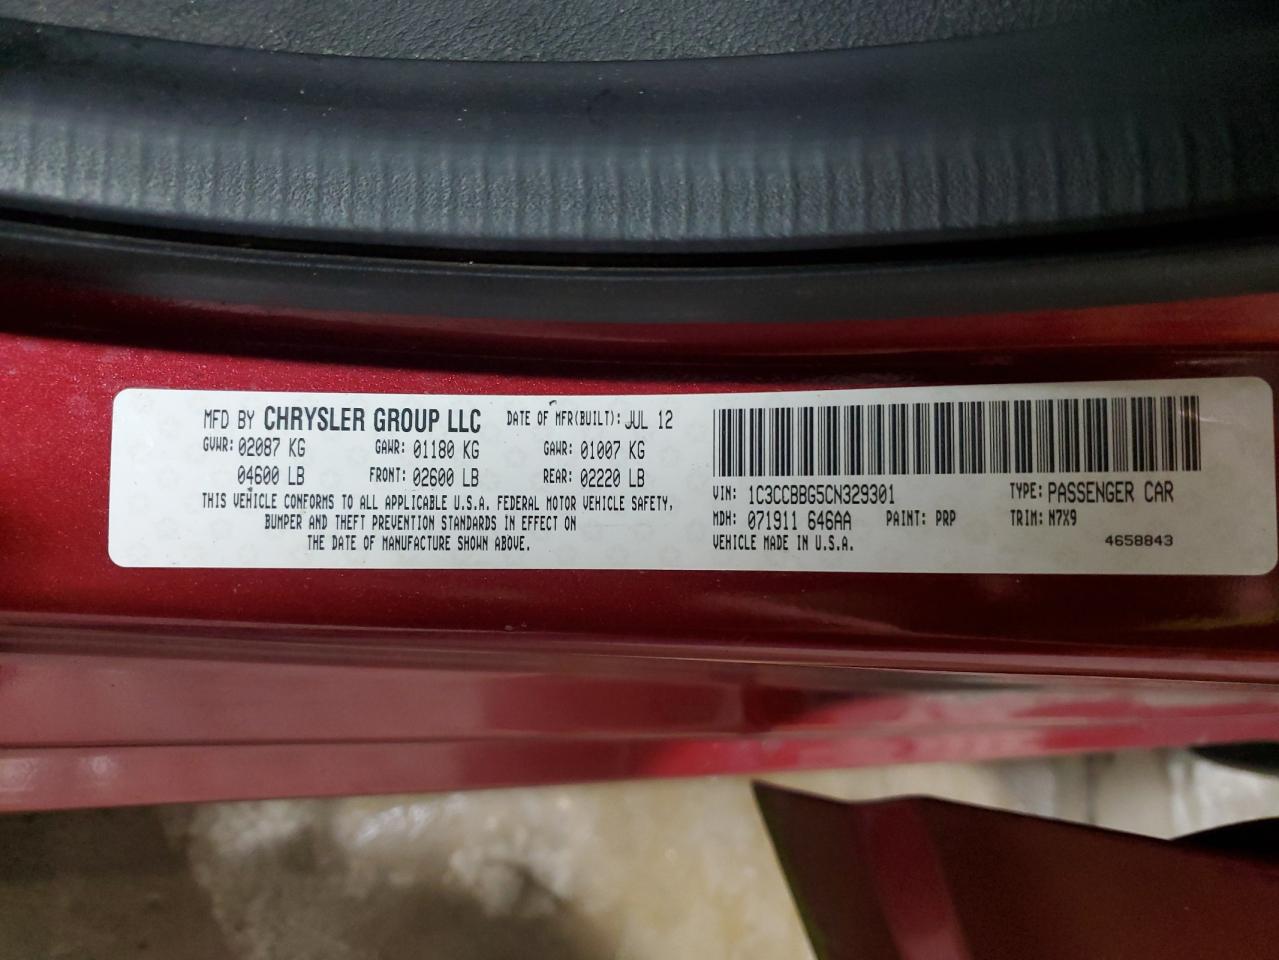 MFD BY CHRYSLER GROUP LLC DATE OF MFR(BUILT): JUL 12
GVWR: 02087 KG GAWR: 01180 KG GAWR: 01007 KG
04600 LB FRONT: 02600 LB REAR: 02220 LB
THIS VEHICLE CONFORMS TO ALL APPLICABLE U.S.A. FEDERAL MOTOR VEHICLE SAFETY,
BUMPER AND THEFT PREVENTION STANDARDS IN EFFECT ON
THE DATE OF MANUFACTURE SHOWN ABOVE.
VIN: 1C3CCBBG5CN329301 TYPE: PASSENGER CAR
MDH: 071911 646AA PAINT: PRP TRIM: N7X9
VEHICLE MADE IN U.S.A. 4658843